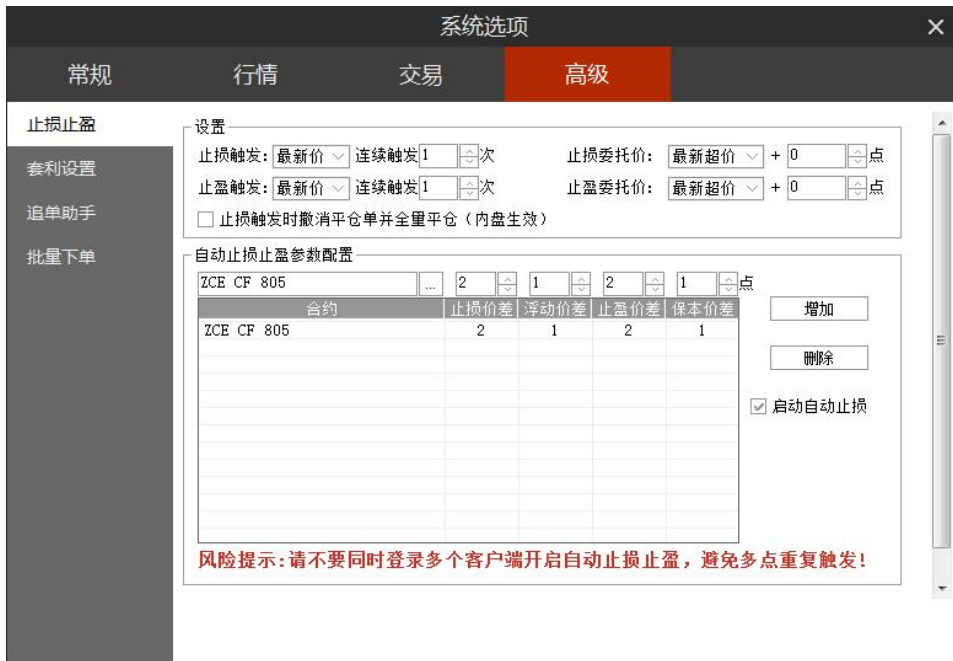 系统选项
常规 行情 交易 高级
止损止盈
套利设置
追单助手
批量下单
设置
止损触发: 最新价 连续触发 1 次 止损委托价: 最新超价 + 0 点
止盈触发: 最新价 连续触发 1 次 止盈委托价: 最新超价 + 0 点
止损触发时撤消平仓单并全量平仓（内盘生效）
自动止损止盈参数配置
ZCE CF 805 ... 2 1 2 1 点
合约 止损价差 浮动价差 止盈价差 保本价差
ZCE CF 805 2 1 2 1
增加
删除
启动自动止损
风险提示:请不要同时登录多个客户端开启自动止损止盈，避免多点重复触发!